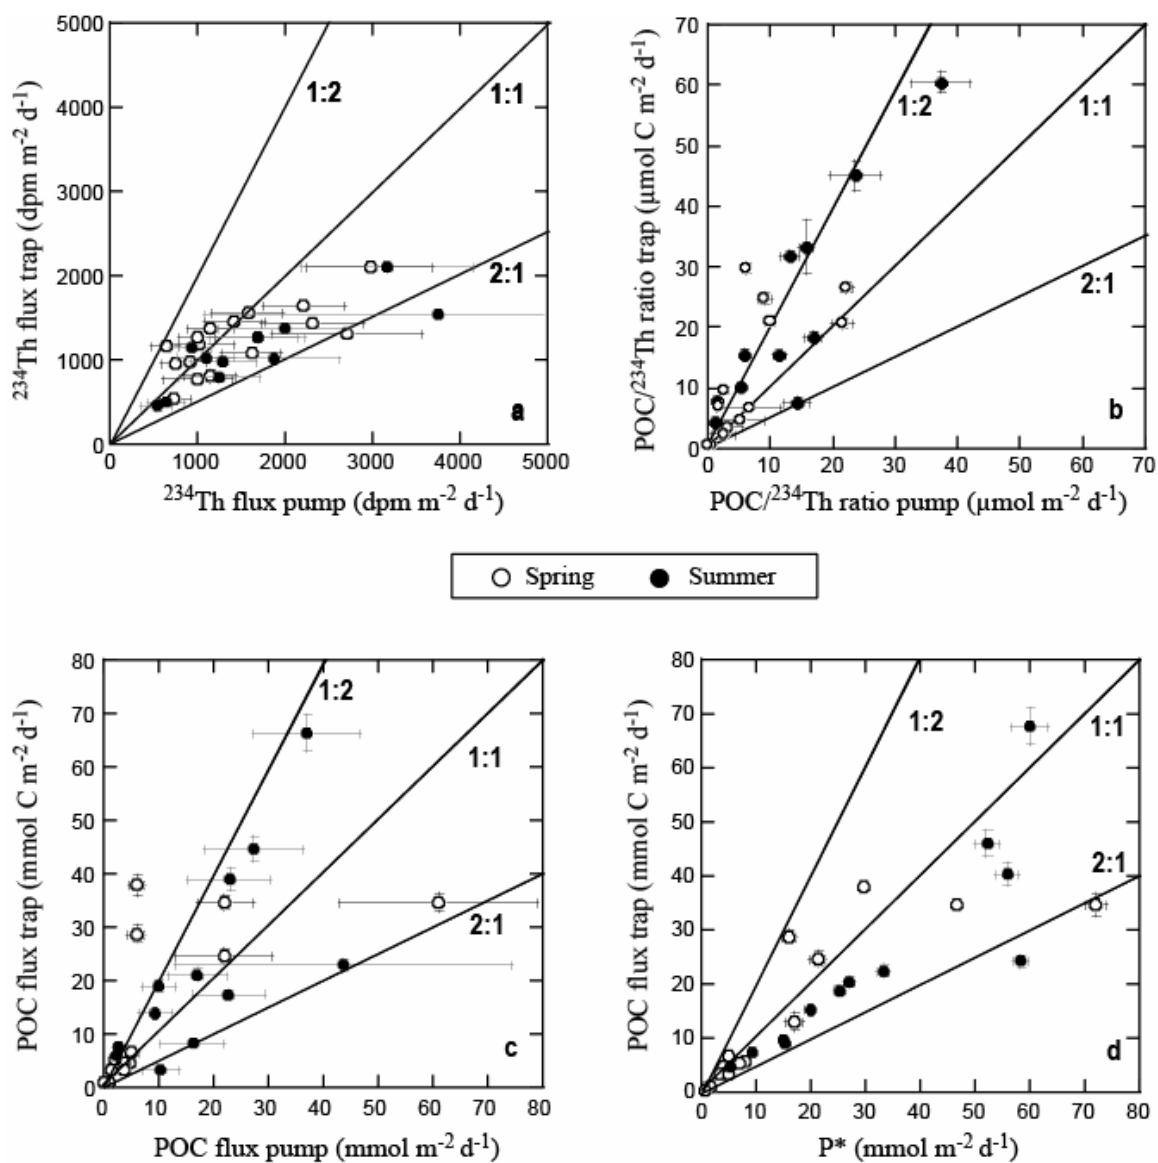 5000
4000
3000
2000
1000
0
0 1000 2000 3000 4000 5000
1:2
1:1
2:1
a
²³⁴Th flux trap (dpm m⁻² d⁻¹)
²³⁴Th flux pump (dpm m⁻² d⁻¹)
70
60
50
40
30
20
10
0
0 10 20 30 40 50 60 70
1:2
1:1
2:1
b
POC/²³⁴Th ratio trap (µmol C m⁻² d⁻¹)
POC/²³⁴Th ratio pump (µmol m⁻² d⁻¹)
Spring Summer
80
70
60
50
40
30
20
10
0
0 10 20 30 40 50 60 70 80
1:2
1:1
2:1
c
POC flux trap (mmol C m⁻² d⁻¹)
POC flux pump (mmol m⁻² d⁻¹)
80
70
60
50
40
30
20
10
0
0 10 20 30 40 50 60 70 80
1:2
1:1
2:1
d
POC flux trap (mmol C m⁻² d⁻¹)
P* (mmol m⁻² d⁻¹)